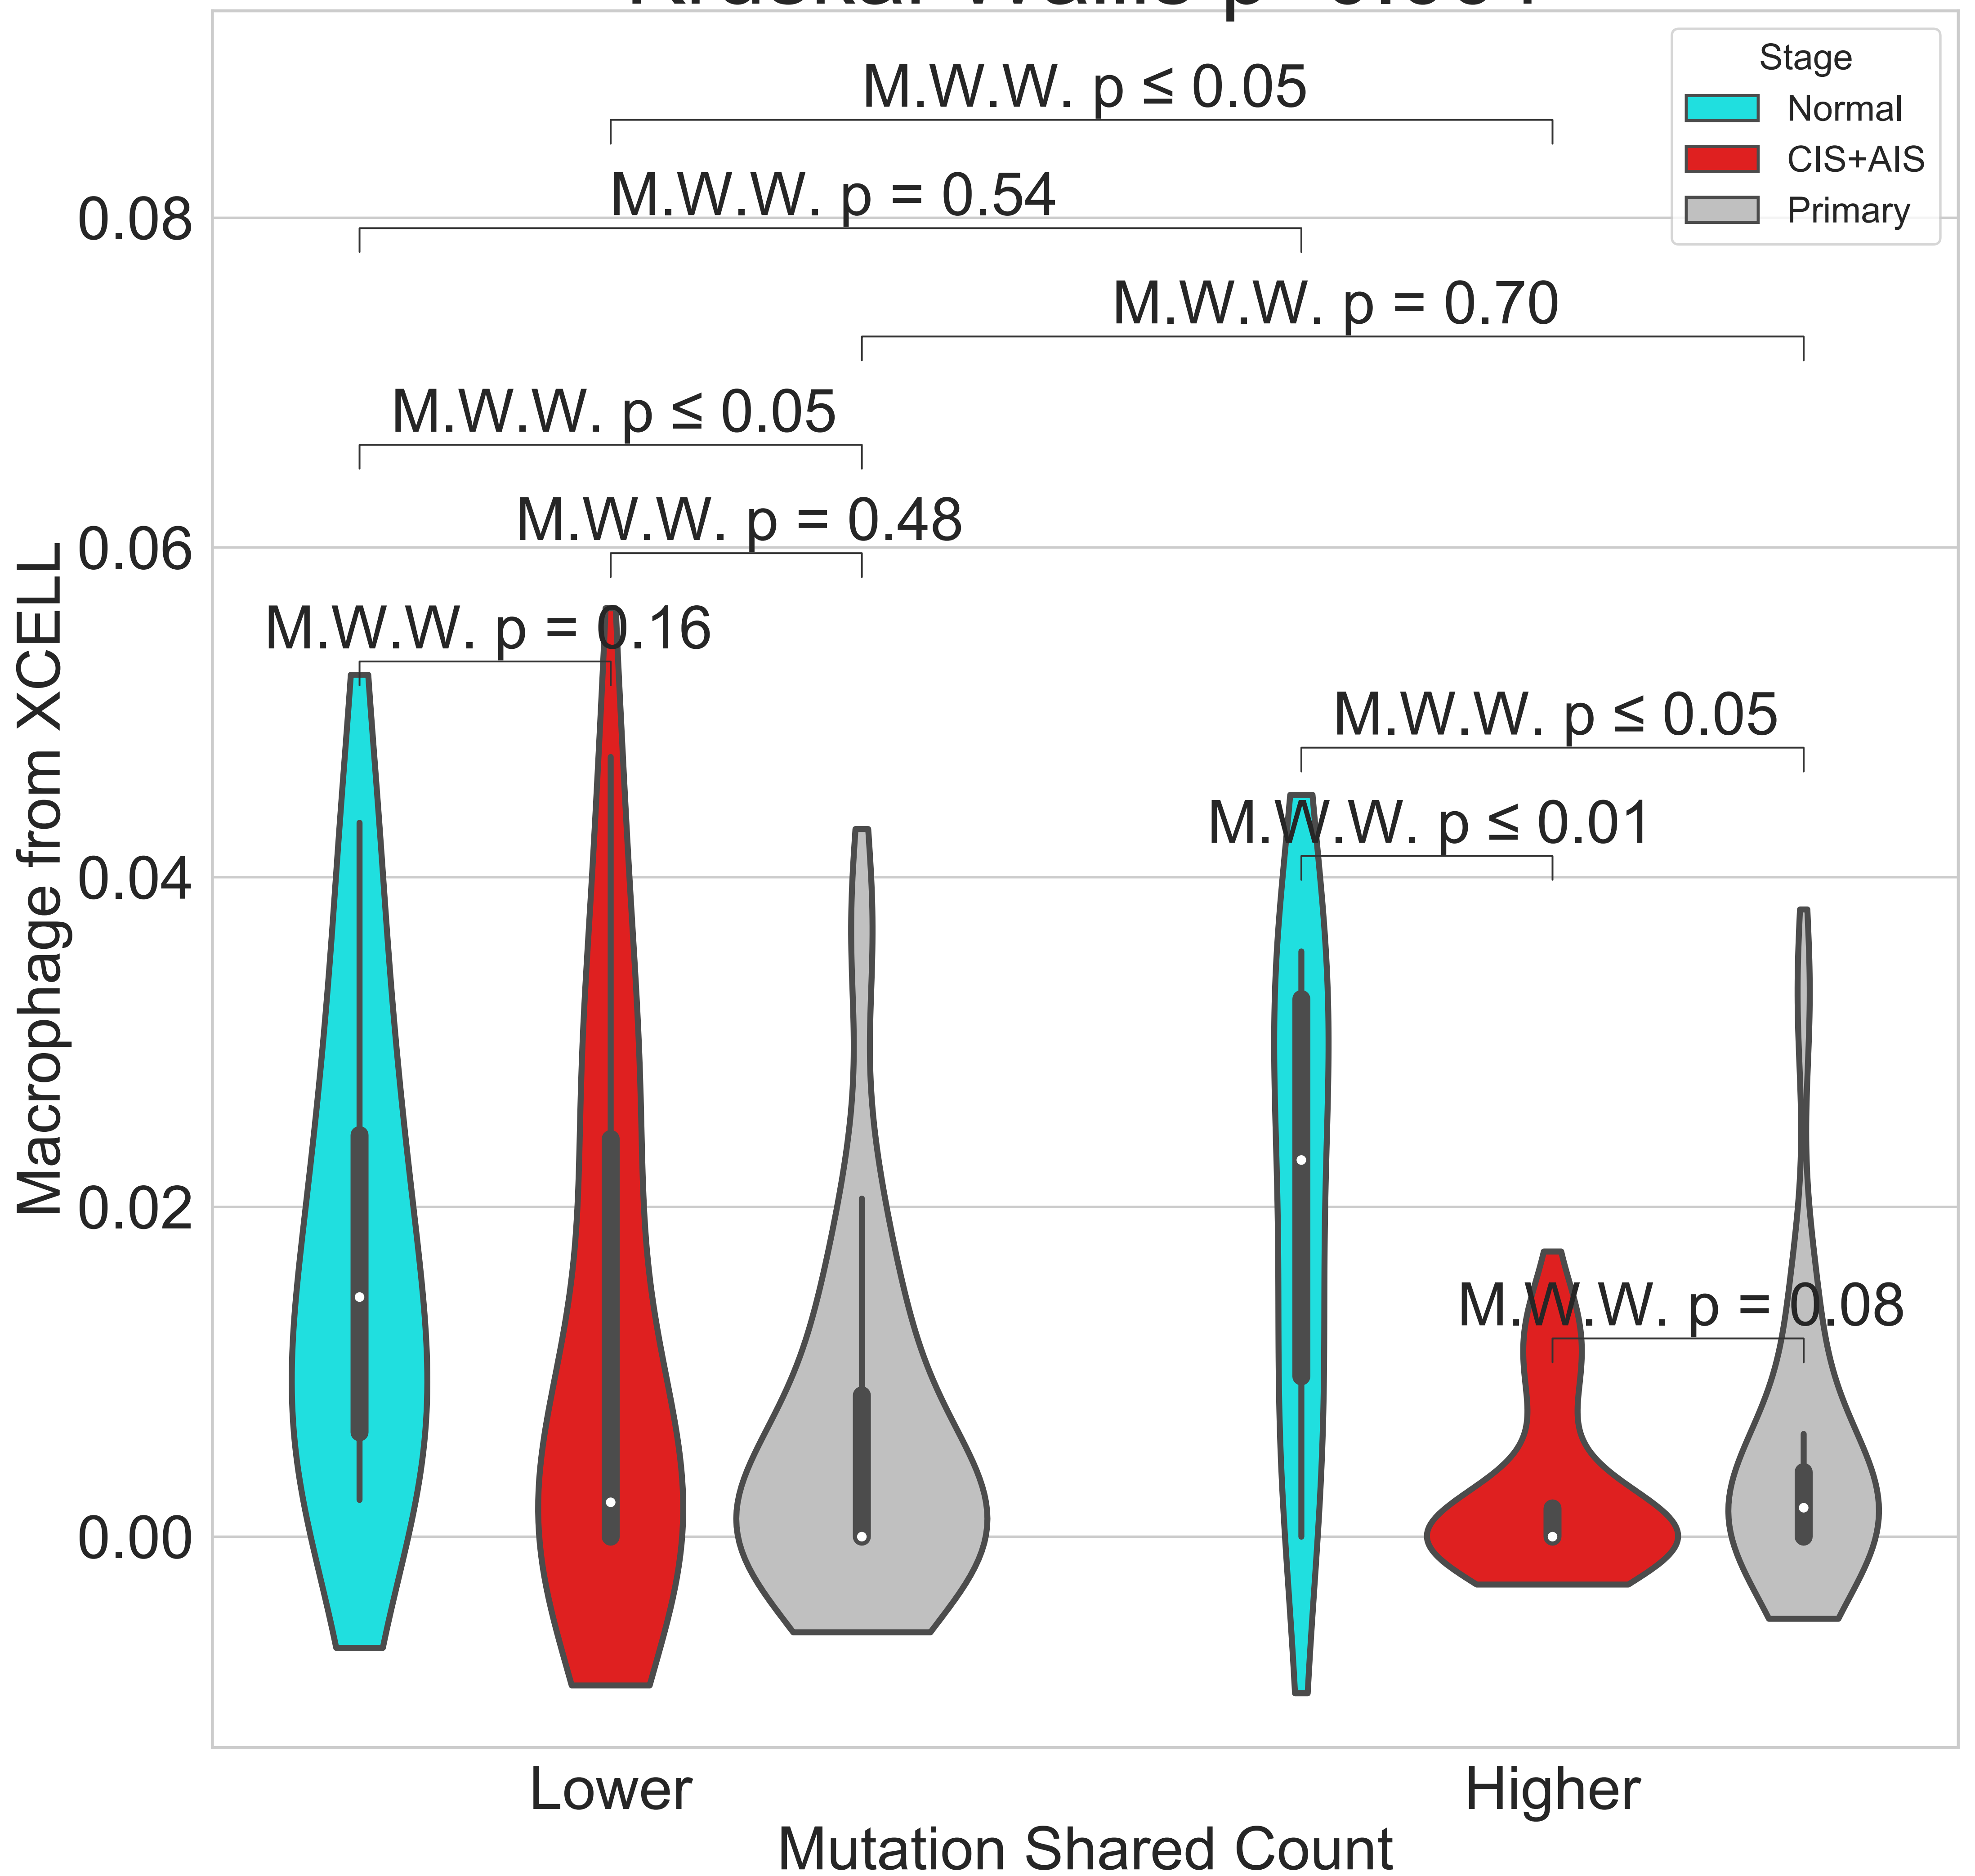 Stage
Normal
CIS+AIS
Primary
M.W.W. p ≤ 0.05
M.W.W. p = 0.54
M.W.W. p = 0.70
M.W.W. p ≤ 0.05
M.W.W. p = 0.48
M.W.W. p = 0.16
M.W.W. p ≤ 0.05
M.W.W. p ≤ 0.01
M.W.W. p = 0.08
0.08
0.06
0.04
0.02
0.00
Macrophage from XCELL
Lower
Higher
Mutation Shared Count